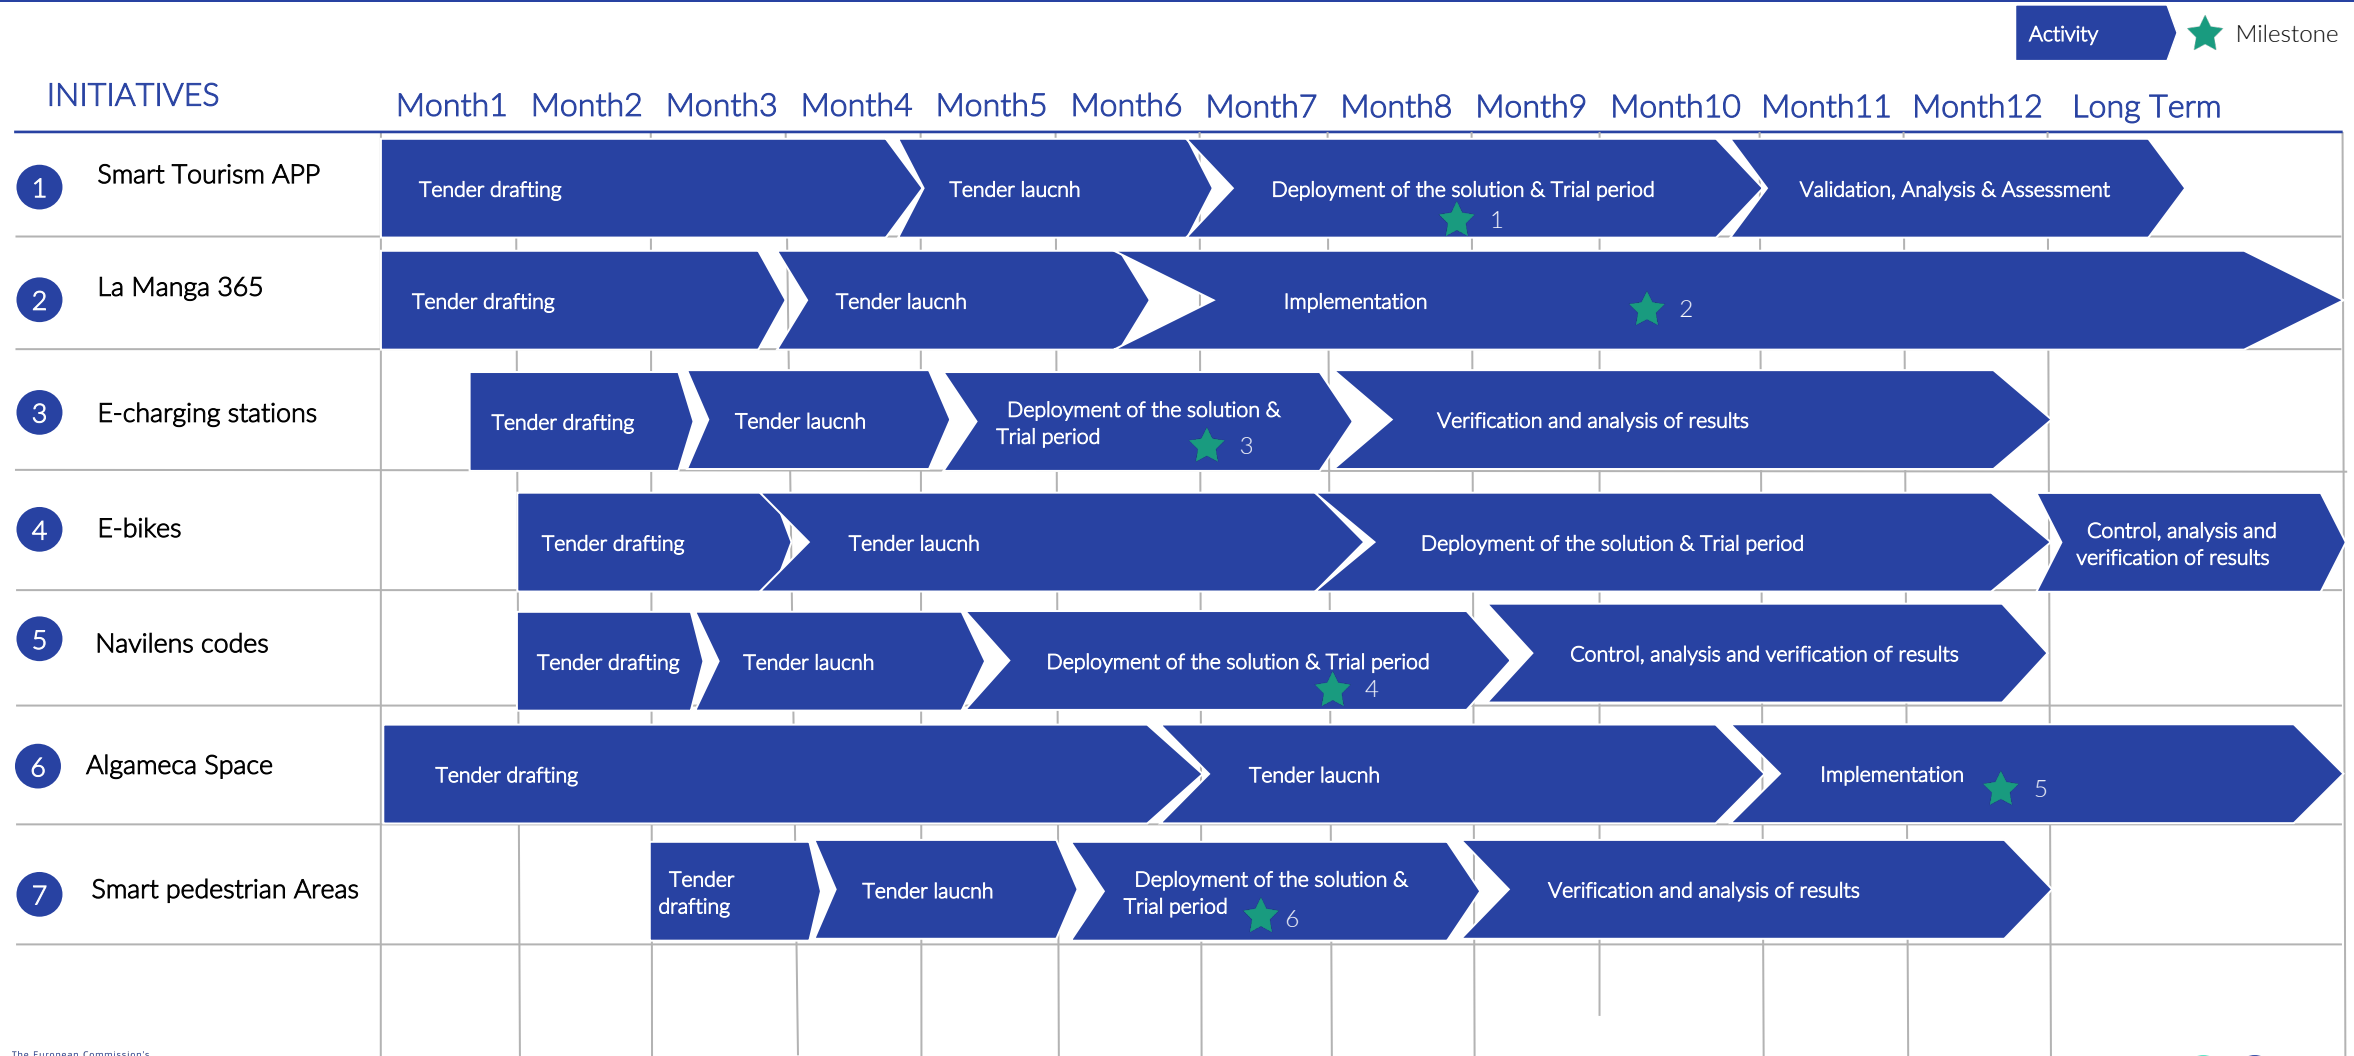 Activity Milestone
INITIATIVES Month1 Month2 Month3 Month4 Month5 Month6 Month7 Month8 Month9 Month10 Month11 Month12 Long Term
1 Smart Tourism APP Tender drafting Tender laucnh Deployment of the solution & Trial period Validation, Analysis & Assessment
1
2 La Manga 365 Tender drafting Tender laucnh Implementation 2
3 E-charging stations Tender drafting Tender laucnh Deployment of the solution &
Trial period 3 Verification and analysis of results
4 E-bikes Tender drafting Tender laucnh Deployment of the solution & Trial period Control, analysis and
verification of results
5 Navilens codes Tender drafting Tender laucnh Deployment of the solution & Trial period Control, analysis and verification of results
4
6 Algameca Space Tender drafting Tender laucnh Implementation 5
7 Smart pedestrian Areas Tender
drafting Tender laucnh Deployment of the solution &
Trial period 6 Verification and analysis of results
The European Commission's